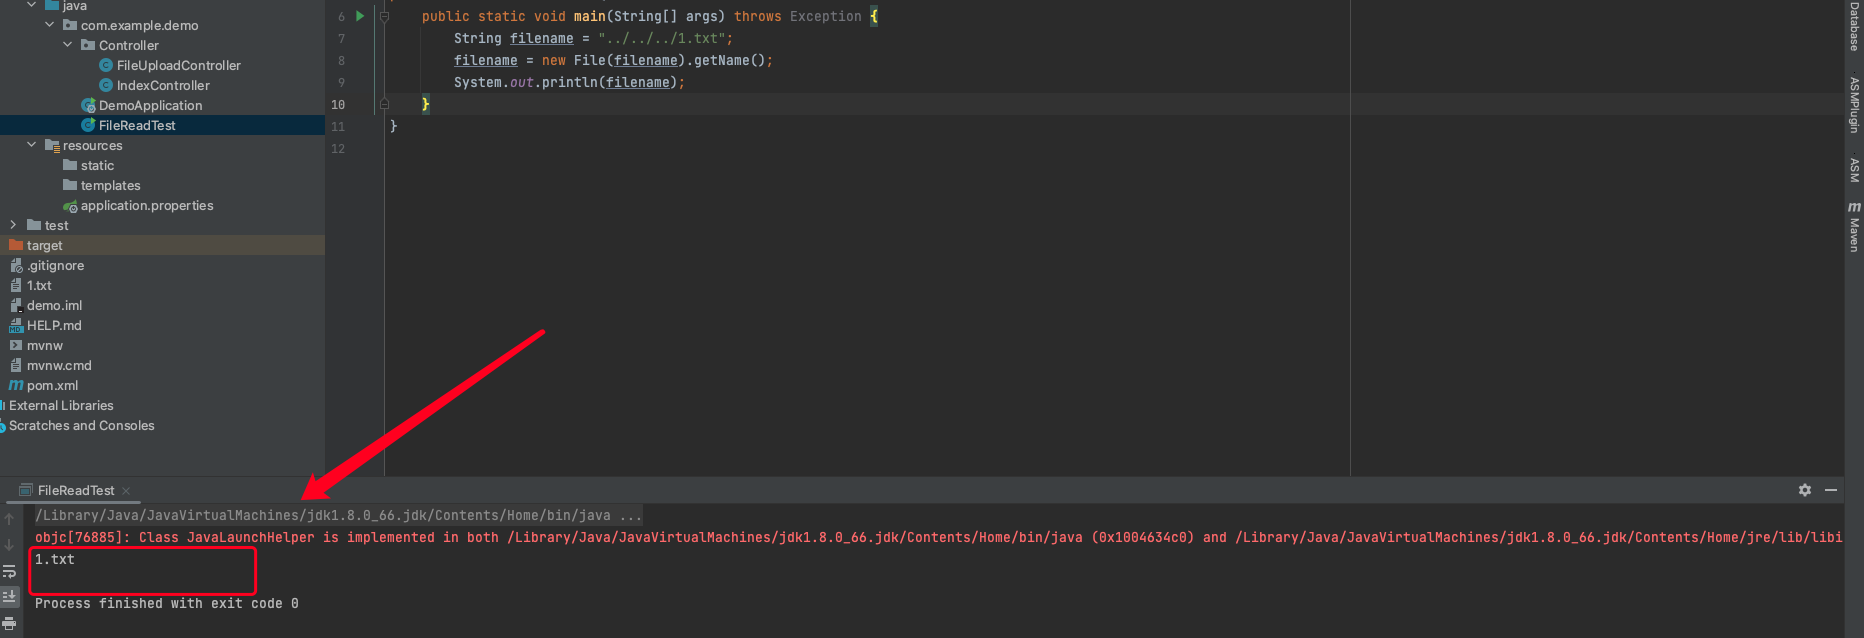 java
com.example.demo
Controller
FileUploadController
IndexController
DemoApplication
FileReadTest
resources
static
templates
application.properties
test
target
.gitignore
1.txt
demo.iml
HELP.md
mvnw
mvnw.cmd
pom.xml
External Libraries
Scratches and Consoles
6 public static void main(String[] args) throws Exception {
7 String filename = "../../../1.txt";
8 filename = new File(filename).getName();
9 System.out.println(filename);
10 }
11 }
12
Database
ASMPlugin
ASM
Maven
FileReadTest
/Library/Java/JavaVirtualMachines/jdk1.8.0_66.jdk/Contents/Home/bin/java ...
objc[76885]: Class JavaLaunchHelper is implemented in both /Library/Java/JavaVirtualMachines/jdk1.8.0_66.jdk/Contents/Home/bin/java (0x1004634c0) and /Library/Java/JavaVirtualMachines/jdk1.8.0_66.jdk/Contents/Home/jre/lib/libi
1.txt
Process finished with exit code 0